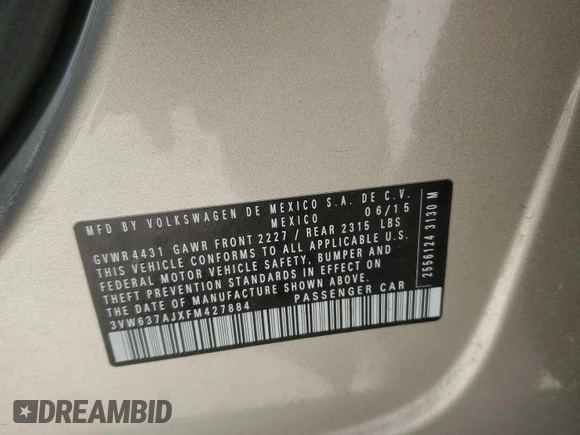 MFD BY VOLKSWAGEN DE MEXICO S.A. DE C.V.
MEXICO 06/15
GVWR 4431 GAWR FRONT 2227 / REAR 2315 LBS
THIS VEHICLE CONFORMS TO ALL APPLICABLE U.S.
FEDERAL MOTOR VEHICLE SAFETY, BUMPER AND
THEFT PREVENTION STANDARDS IN EFFECT ON
THE DATE OF MANUFACTURE SHOWN ABOVE.
3VW637AJXFM427884 PASSENGER CAR
2556124 3130 M
DREAMBID